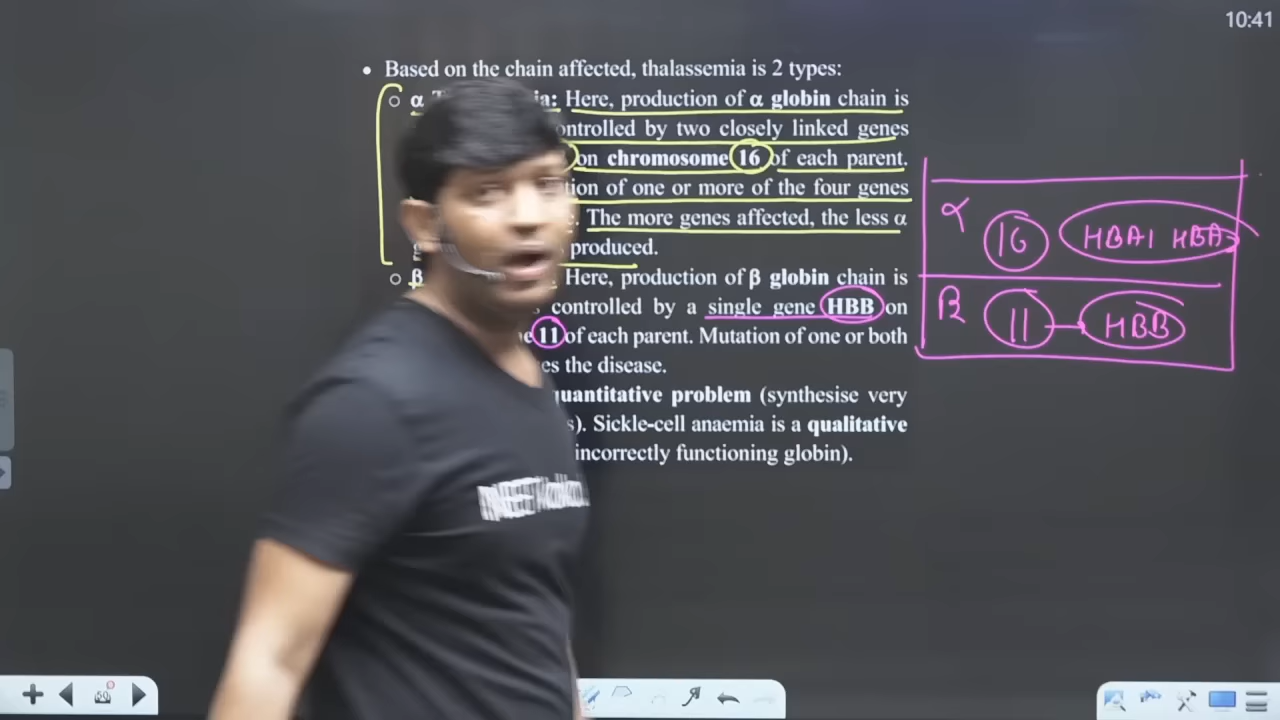 10:41
• Based on the chain affected, thalassemia is 2 types:
α ia: Here, production of α globin chain is
ontrolled by two closely linked genes
on chromosome 16 of each parent.
tion of one or more of the four genes
. The more genes affected, the less α
produced.
β Here, production of β globin chain is
controlled by a single gene HBB on
11 of each parent. Mutation of one or both
es the disease.
uantitative problem (synthesise very
s). Sickle-cell anaemia is a qualitative
incorrectly functioning globin).
α 16 HBA1 HBA
β 11 HBB